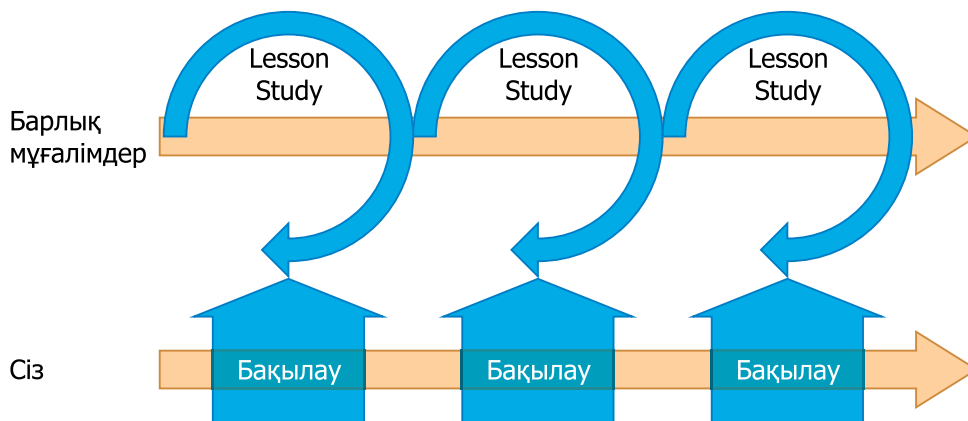 Lesson
Study
Lesson
Study
Lesson
Study
Барлық
мұғалімдер
Сіз
Бақылау
Бақылау
Бақылау